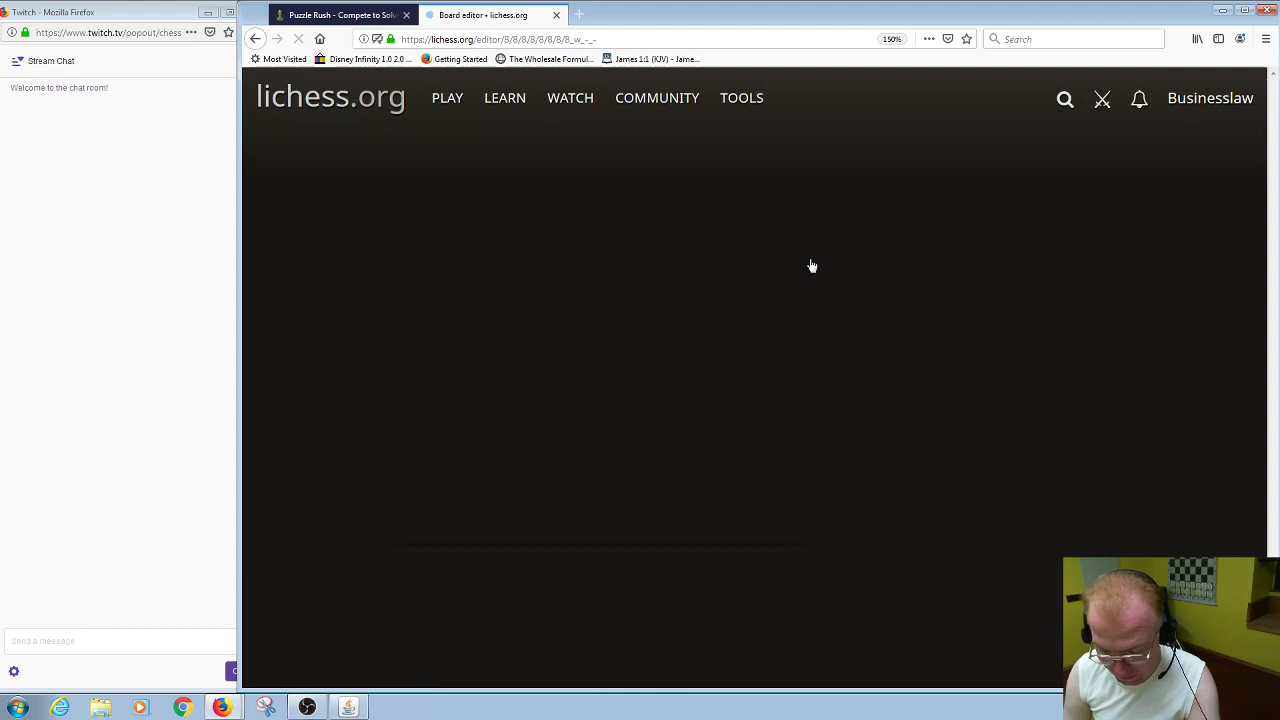 Twitch - Mozilla Firefox
https://www.twitch.tv/popout/chess
Stream Chat
Welcome to the chat room!
Send a message
Puzzle Rush - Compete to Solv
Board editor • lichess.org
https://lichess.org/editor/8/8/8/8/8/8/8/8_w_-_-
150%
Search
Most Visited
Disney Infinity 1.0 2.0 ...
Getting Started
The Wholesale Formul...
James 1:1 (KJV) - Jame...
lichess.org
PLAY
LEARN
WATCH
COMMUNITY
TOOLS
Businesslaw